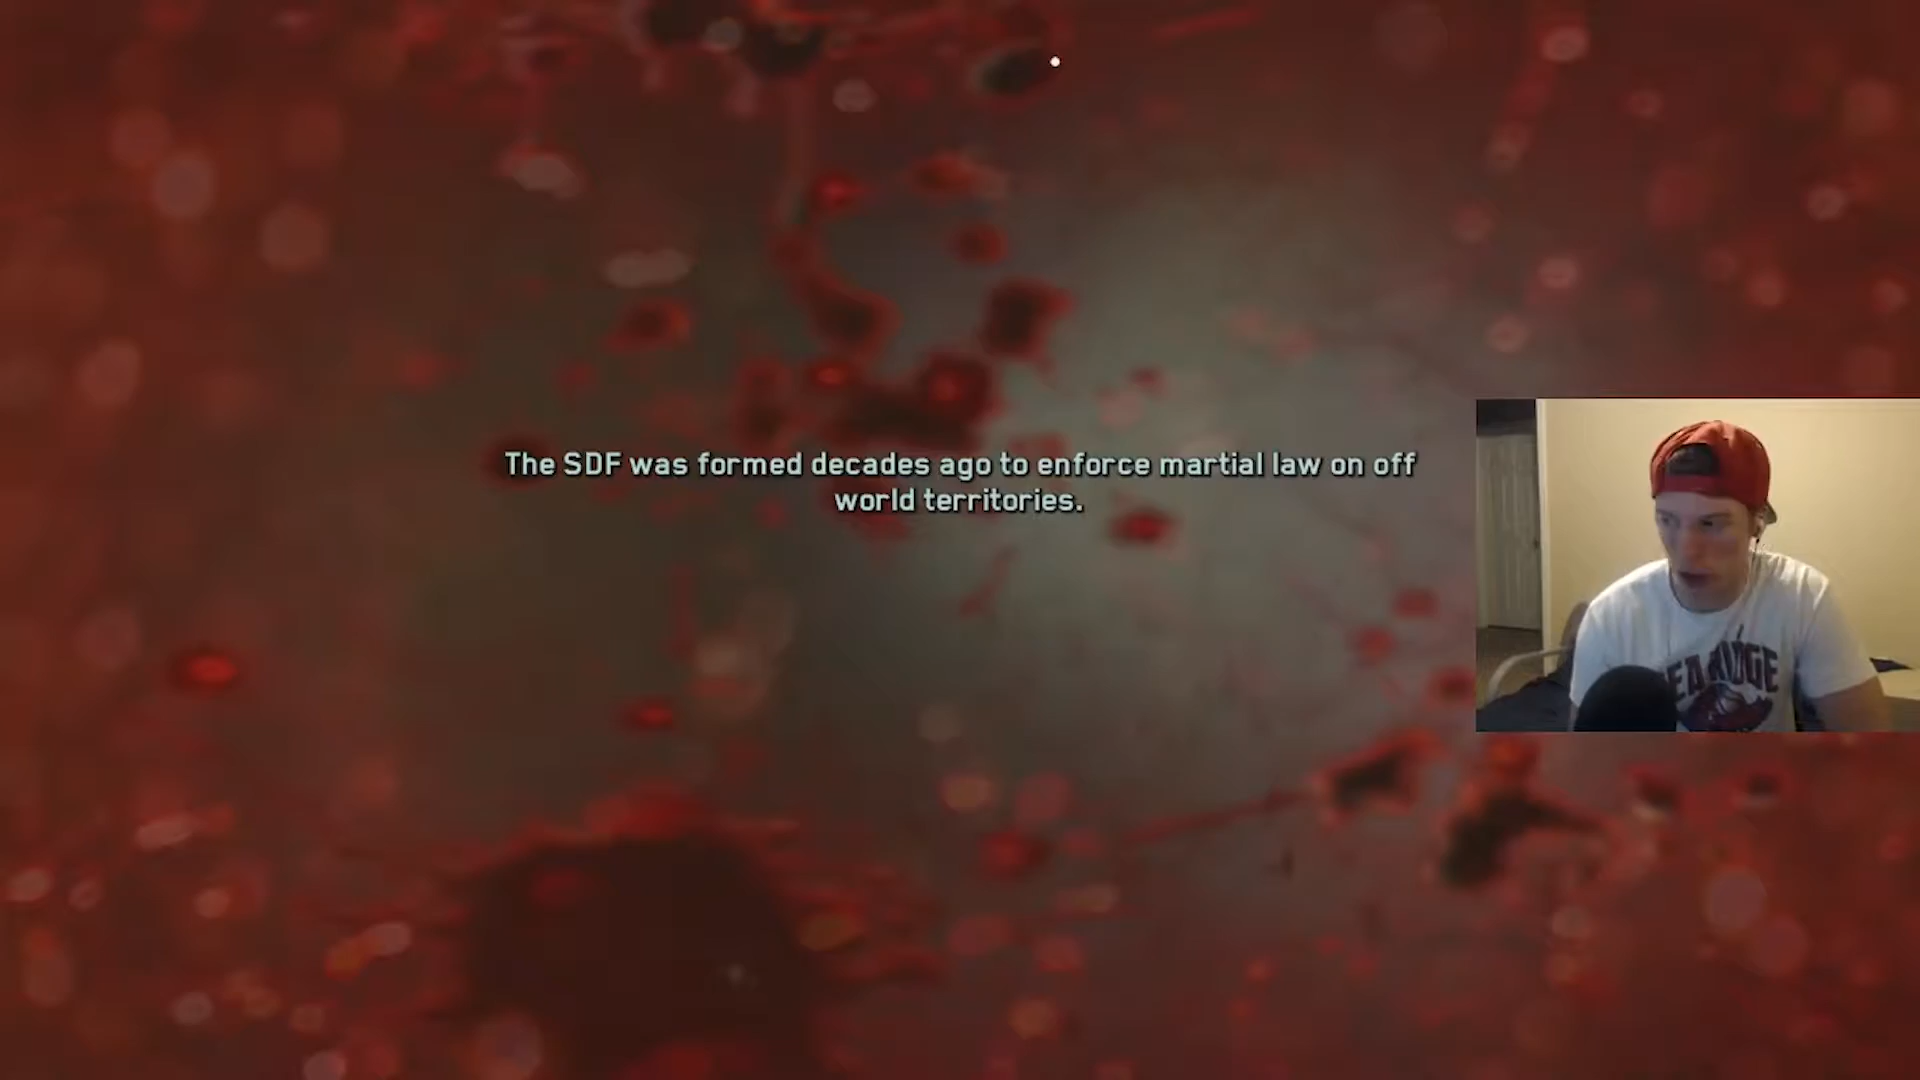 The SDF was formed decades ago to enforce martial law on off
world territories.